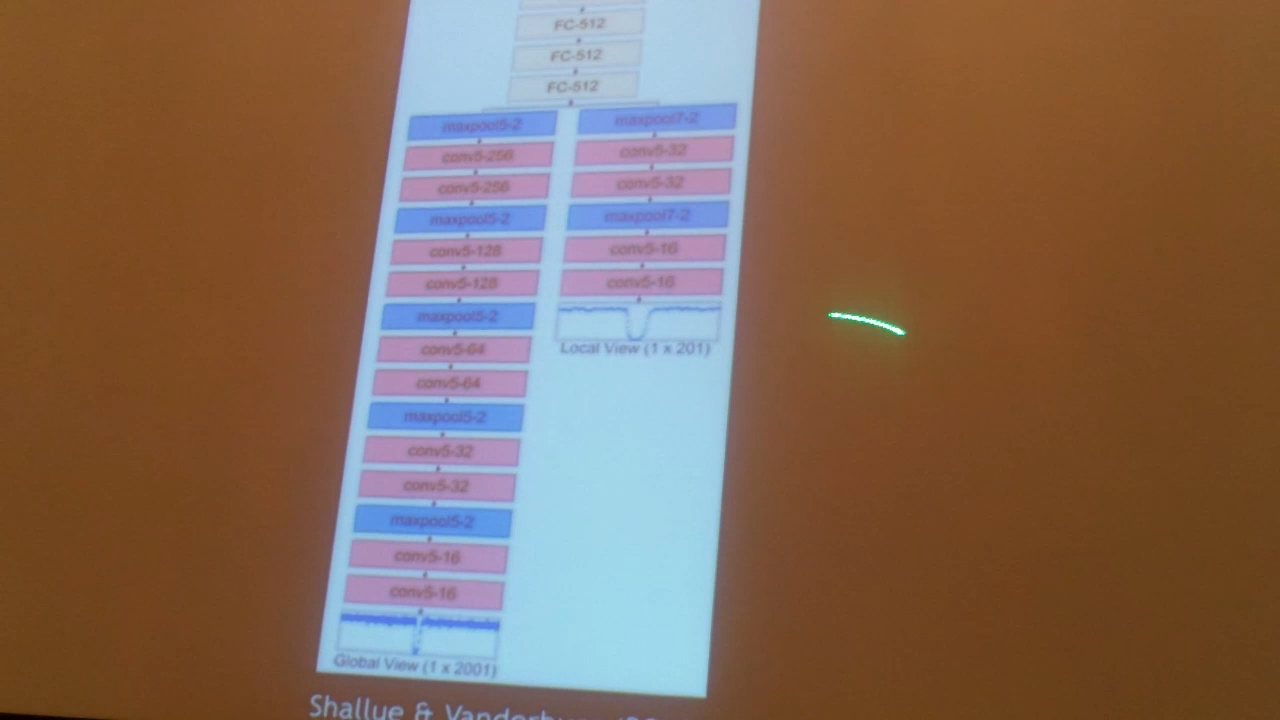 FC-512
FC-512
FC-512
maxpool5-2
conv5-256
conv5-256
maxpool5-2
conv5-128
conv5-128
maxpool5-2
conv5-64
conv5-64
maxpool5-2
conv5-32
conv5-32
maxpool5-2
conv5-16
conv5-16
Global View (1 x 2001)
maxpool7-2
conv5-32
conv5-32
maxpool7-2
conv5-16
conv5-16
Local View (1 x 201)
Shallue &